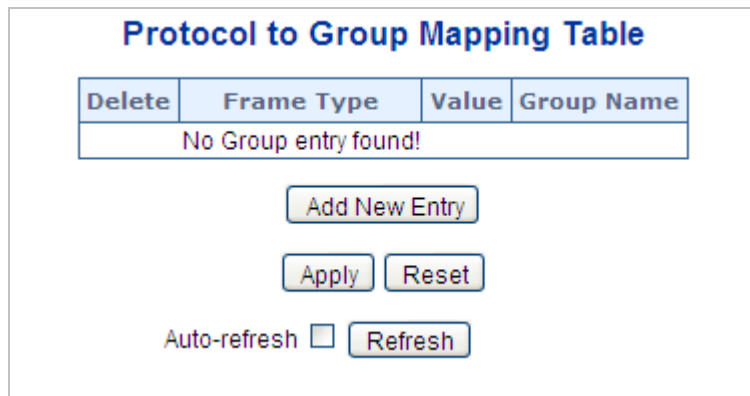 Protocol to Group Mapping Table
Delete Frame Type Value Group Name
No Group entry found!
Add New Entry
Apply Reset
Auto-refresh Refresh